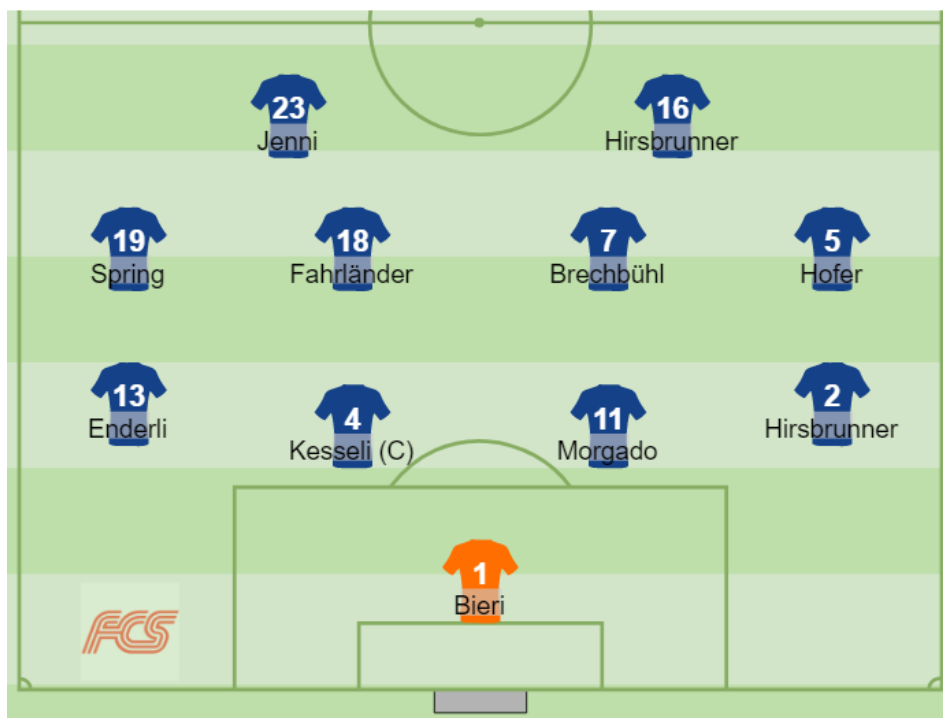 23
Jenni
16
Hirsbrunner
19
Spring
18
Fahrländer
7
Brechbühl
5
Hofer
13
Enderli
4
Kesseli (C)
11
Morgado
2
Hirsbrunner
1
Bieri
FCS